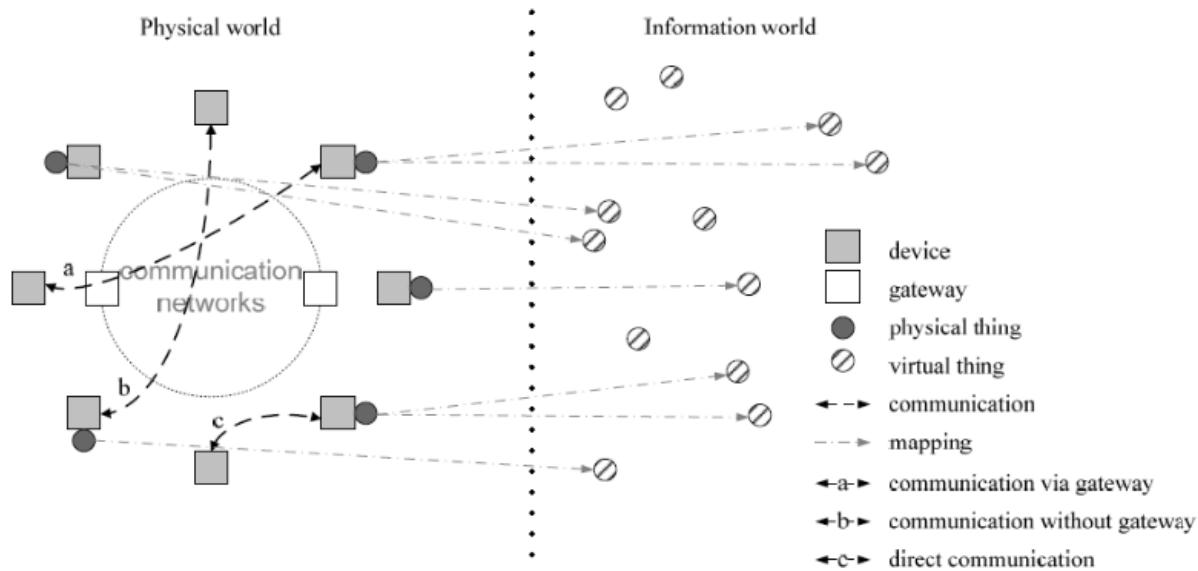 Physical world
Information world
a
communication
networks
b
c
device
gateway
physical thing
virtual thing
communication
mapping
a communication via gateway
b communication without gateway
c direct communication